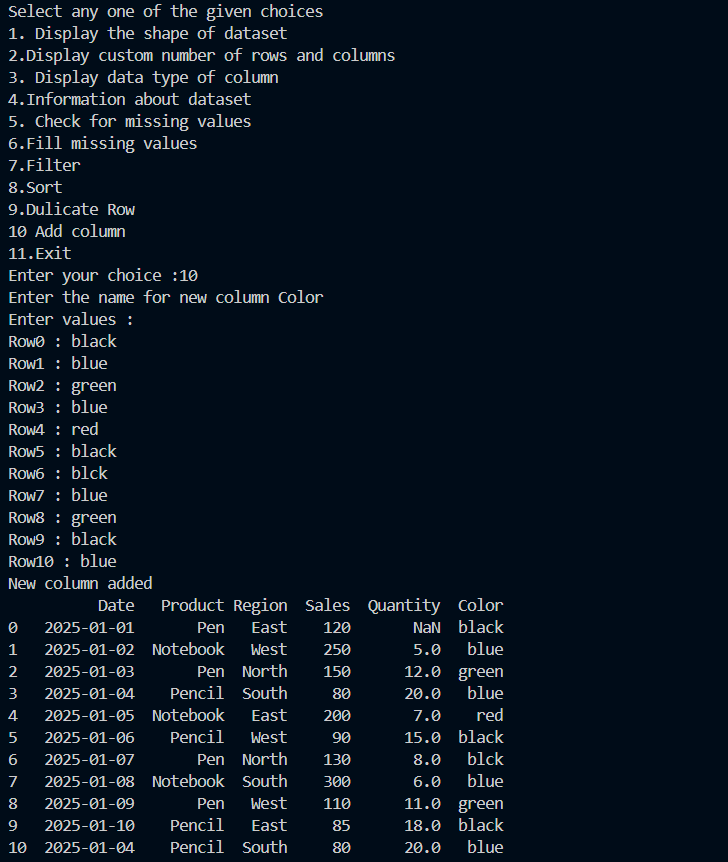 Select any one of the given choices
1. Display the shape of dataset
2.Display custom number of rows and columns
3. Display data type of column
4.Information about dataset
5. Check for missing values
6.Fill missing values
7.Filter
8.Sort
9.Dulicate Row
10 Add column
11.Exit
Enter your choice :10
Enter the name for new column Color
Enter values :
Row0 : black
Row1 : blue
Row2 : green
Row3 : blue
Row4 : red
Row5 : black
Row6 : blck
Row7 : blue
Row8 : green
Row9 : black
Row10 : blue
New column added
Date Product Region Sales Quantity Color
0 2025-01-01 Pen East 120 NaN black
1 2025-01-02 Notebook West 250 5.0 blue
2 2025-01-03 Pen North 150 12.0 green
3 2025-01-04 Pencil South 80 20.0 blue
4 2025-01-05 Notebook East 200 7.0 red
5 2025-01-06 Pencil West 90 15.0 black
6 2025-01-07 Pen North 130 8.0 blck
7 2025-01-08 Notebook South 300 6.0 blue
8 2025-01-09 Pen West 110 11.0 green
9 2025-01-10 Pencil East 85 18.0 black
10 2025-01-04 Pencil South 80 20.0 blue